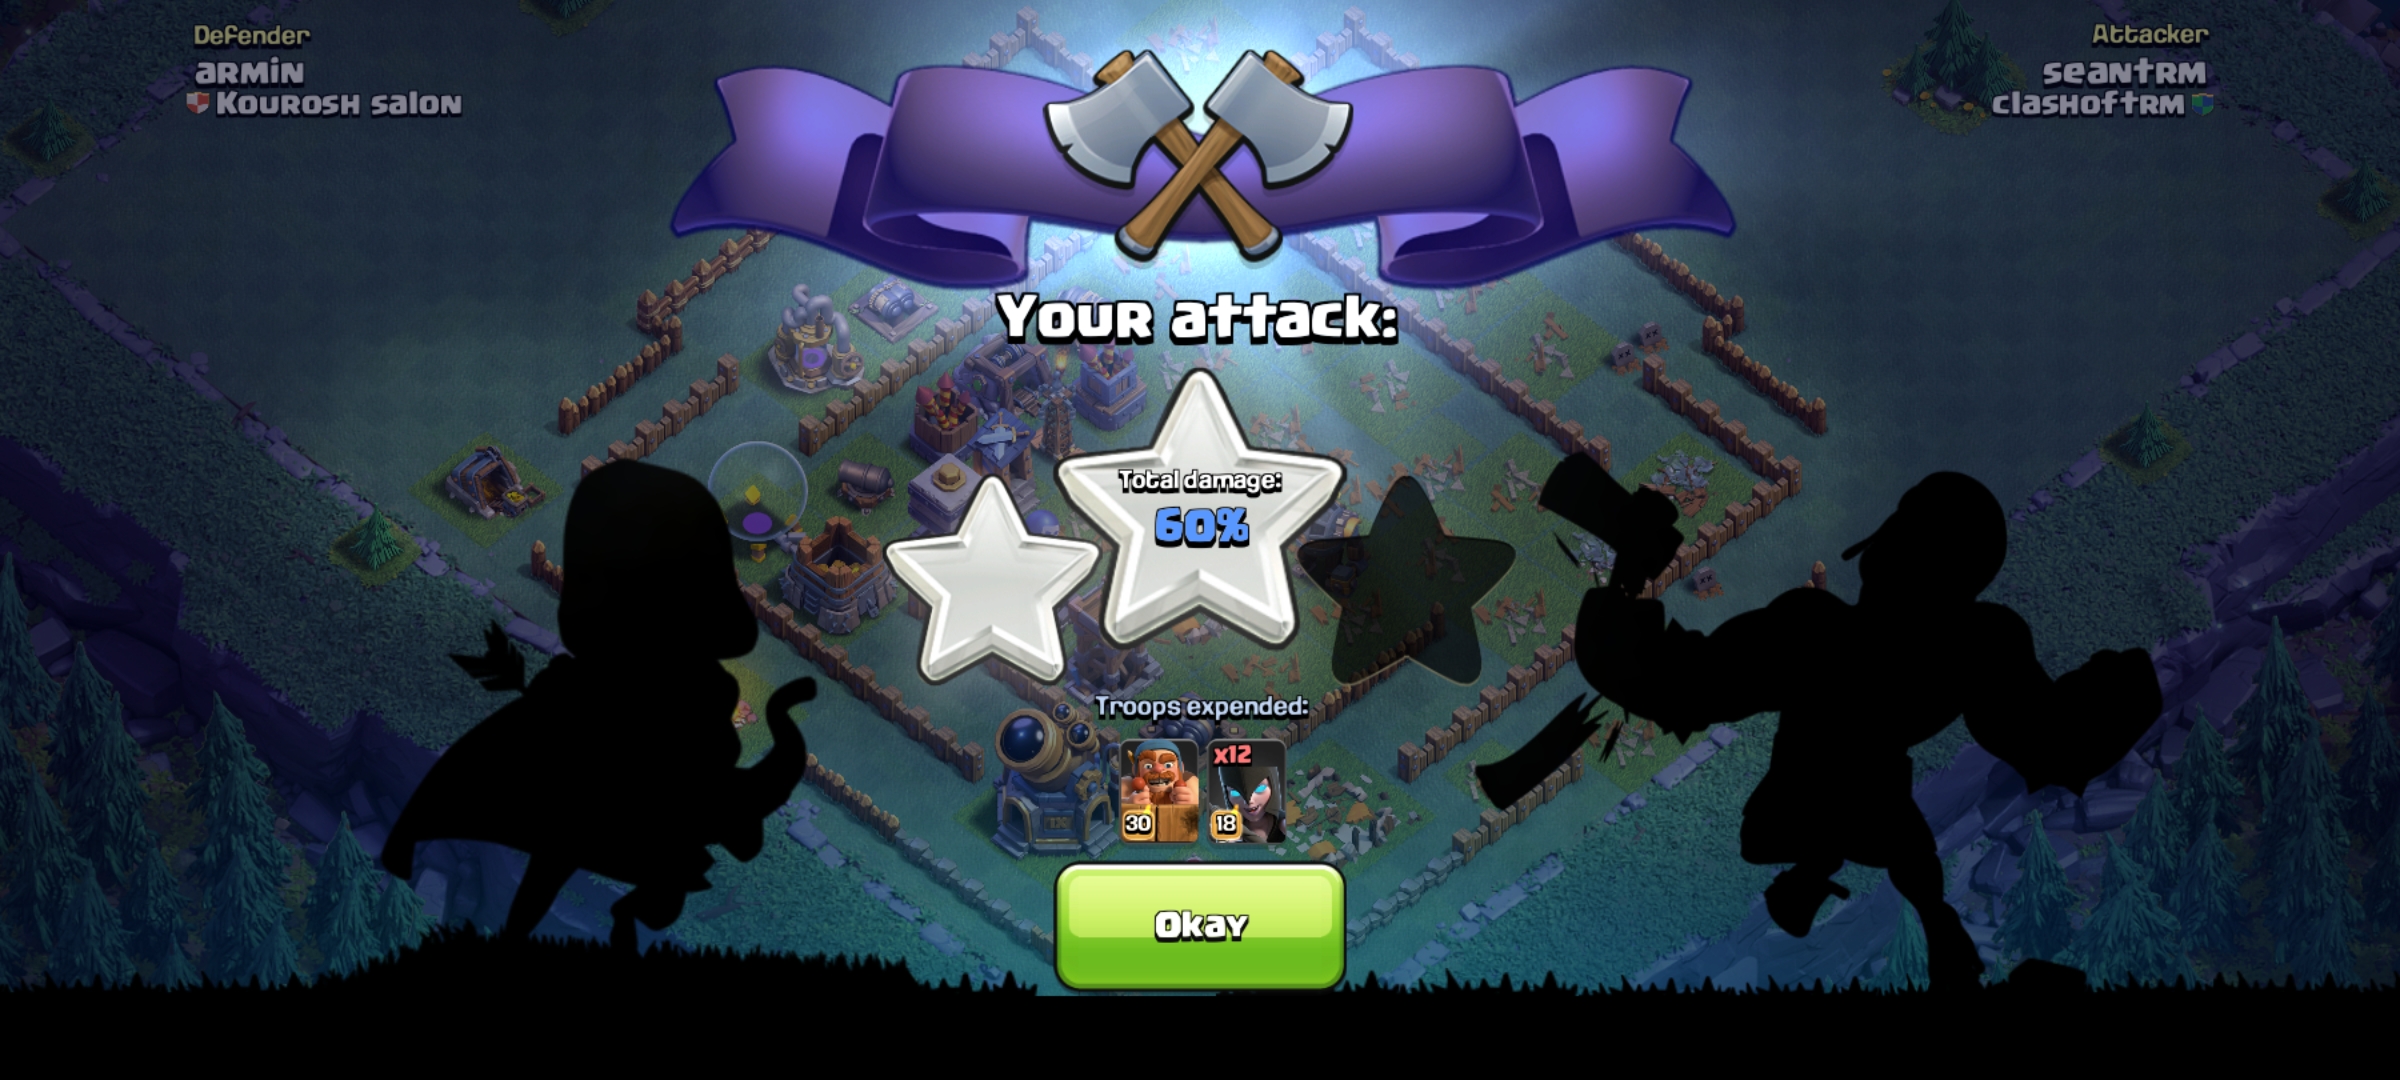 Defender
armin
Kourosh salon
Attacker
seantrm
clashoftrm
Your attack:
Total damage:
60%
Troops expended:
30
x12
18
Okay